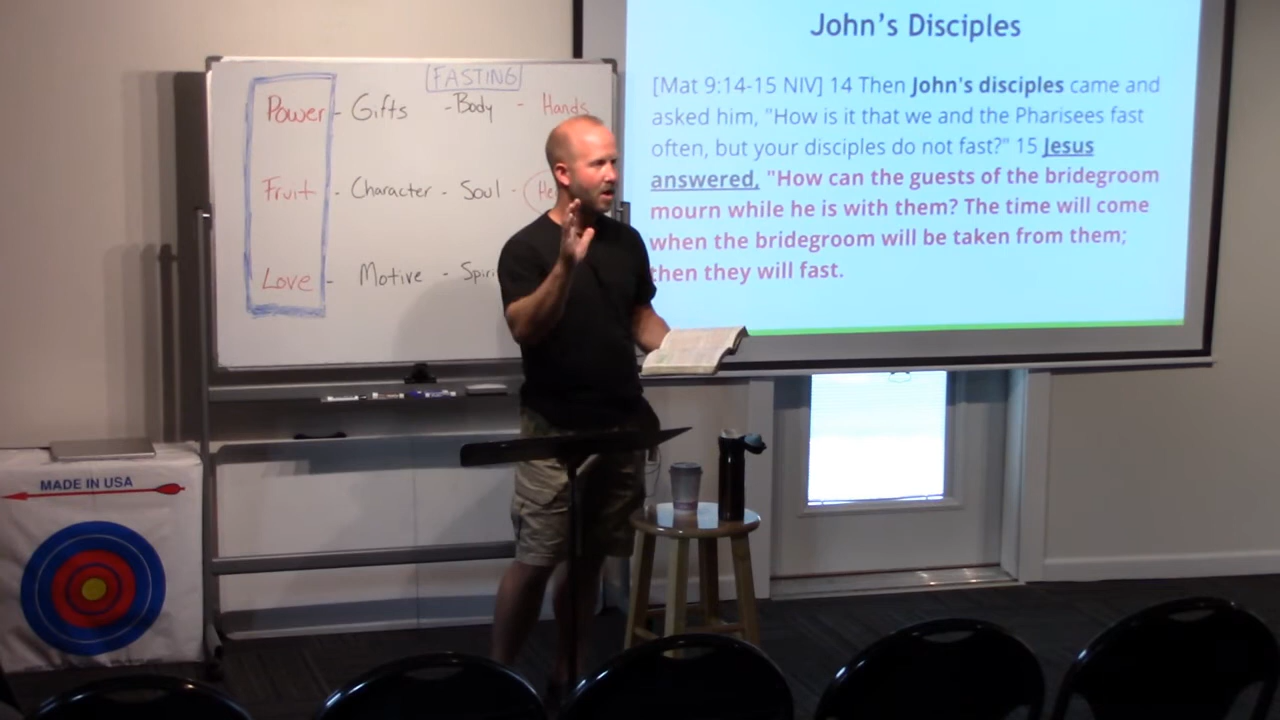 FASTING
Power - Gifts - Body - Hands
Fruit - Character - Soul -
Love - Motive -
John's Disciples
[Mat 9:14-15 NIV] 14 Then John's disciples came and
asked him, "How is it that we and the Pharisees fast
often, but your disciples do not fast?" 15 Jesus
answered, "How can the guests of the bridegroom
mourn while he is with them? The time will come
when the bridegroom will be taken from them;
then they will fast.
MADE IN USA